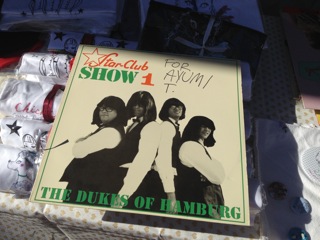 Star-Club
SHOW 1
FOR
AYUMI
T.
THE DUKES OF HAMBURG